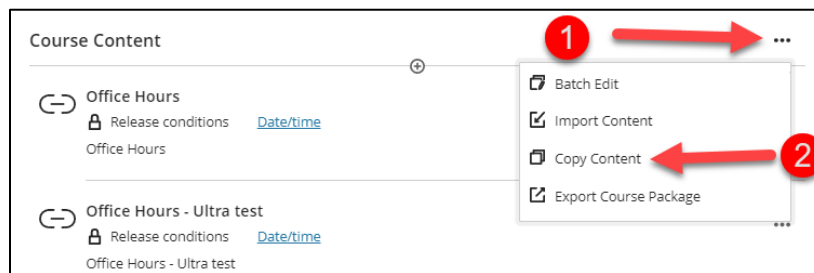 Course Content
1
Batch Edit
Office Hours
Release conditions Date/time
Import Content
Office Hours
Copy Content
2
Export Course Package
Office Hours - Ultra test
Release conditions Date/time
Office Hours - Ultra test